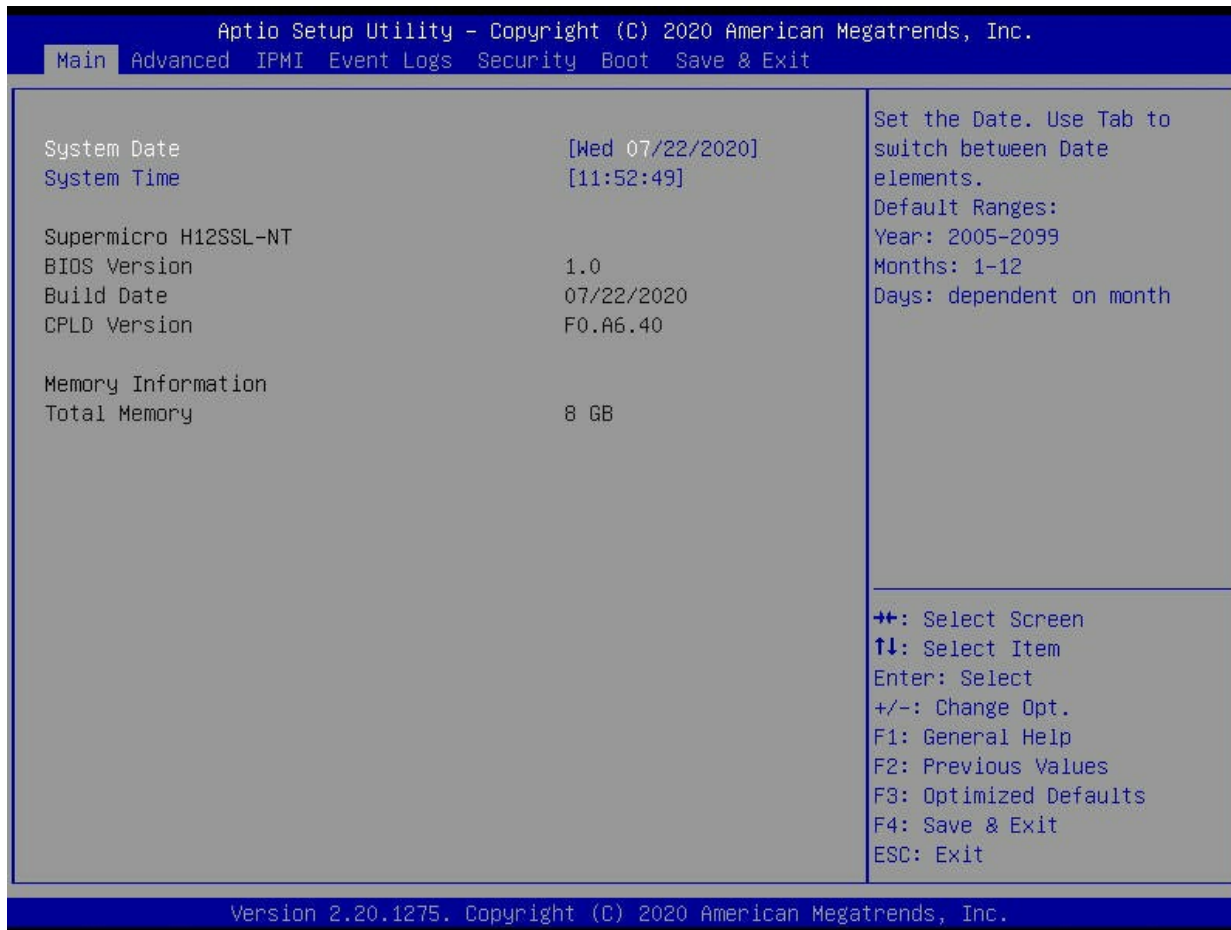 Aptio Setup Utility – Copyright (C) 2020 American Megatrends, Inc.
Main Advanced IPMI Event Logs Security Boot Save & Exit
System Date [Wed 07/22/2020]
System Time [11:52:49]
Supermicro H12SSL-NT
BIOS Version 1.0
Build Date 07/22/2020
CPLD Version F0.A6.40
Memory Information
Total Memory 8 GB
Set the Date. Use Tab to
switch between Date
elements.
Default Ranges:
Year: 2005-2099
Months: 1-12
Days: dependent on month
→←: Select Screen
↑↓: Select Item
Enter: Select
+/-: Change Opt.
F1: General Help
F2: Previous Values
F3: Optimized Defaults
F4: Save & Exit
ESC: Exit
Version 2.20.1275. Copyright (C) 2020 American Megatrends, Inc.